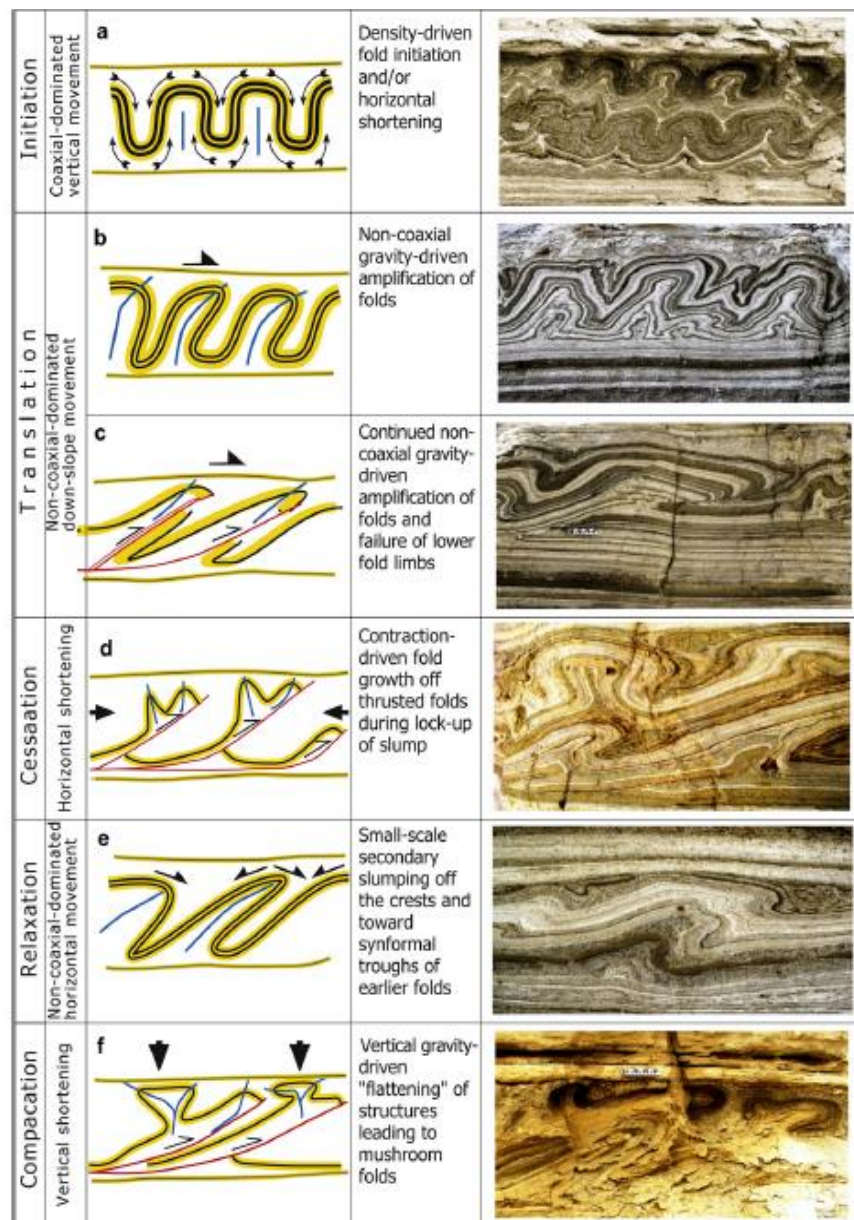 Initiation
Coaxial-dominated
vertical movement
a
Density-driven
fold initiation
and/or
horizontal
shortening
Translation
Non-coaxial-dominated
down-slope movement
b
Non-coaxial
gravity-driven
amplification of
folds
c
Continued non-
coaxial gravity-
driven
amplification of
folds and
failure of lower
fold limbs
Cessaation
Horizontal shortening
d
Contraction-
driven fold
growth off
thrusted folds
during lock-up
of slump
Relaxation
Non-coaxial-dominated
horizontal movement
e
Small-scale
secondary
slumping off
the crests and
toward
synformal
troughs of
earlier folds
Compacation
Vertical shortening
f
Vertical gravity-
driven
"flattening" of
structures
leading to
mushroom
folds